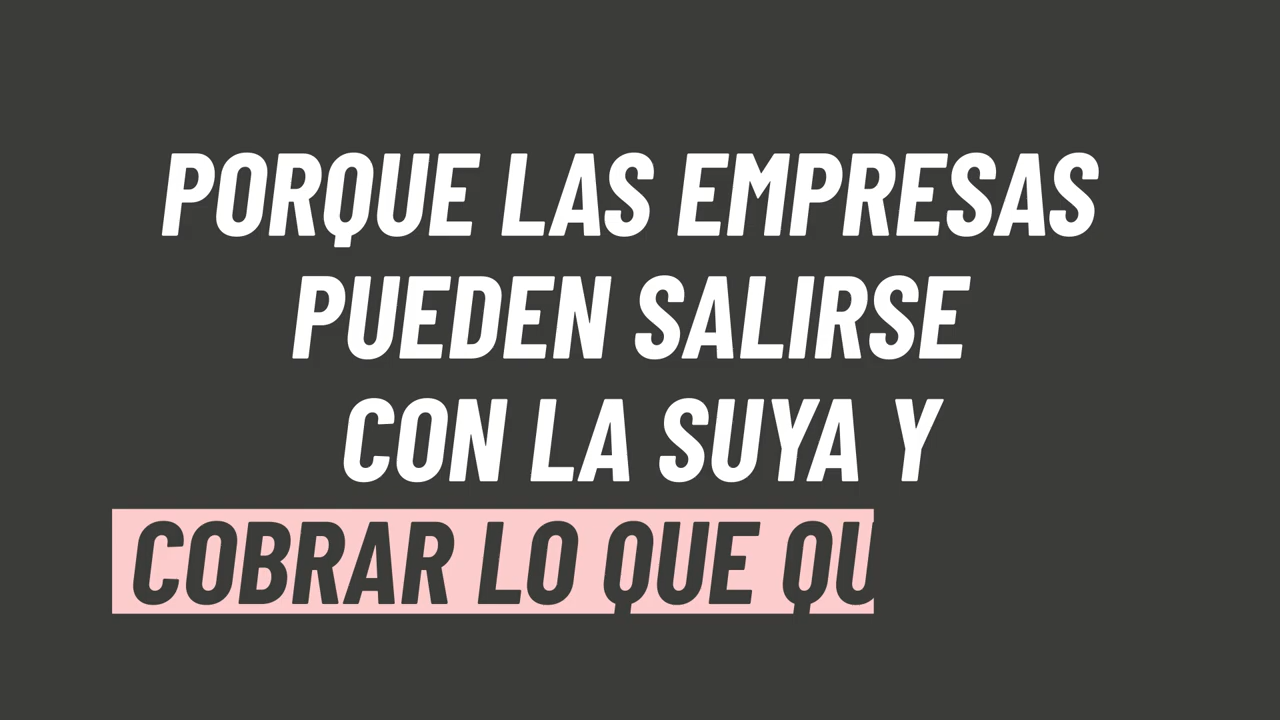 PORQUE LAS EMPRESAS
PUEDEN SALIRSE
CON LA SUYA Y
COBRAR LO QUE